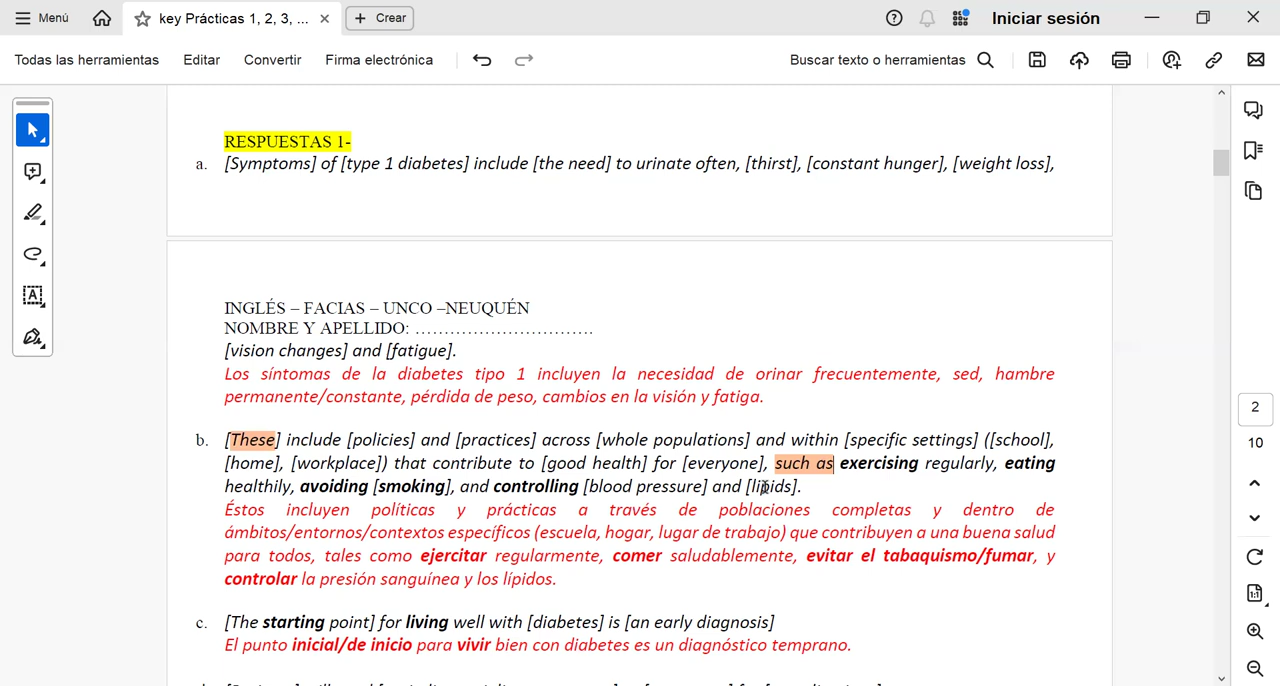 Menú
key Prácticas 1, 2, 3, ...
Crear
Iniciar sesión
Todas las herramientas
Editar
Convertir
Firma electrónica
Buscar texto o herramientas
RESPUESTAS 1-
a. [Symptoms] of [type 1 diabetes] include [the need] to urinate often, [thirst], [constant hunger], [weight loss],
INGLÉS – FACIAS – UNCO –NEUQUÉN
NOMBRE Y APELLIDO: …………………………
[vision changes] and [fatigue].
Los síntomas de la diabetes tipo 1 incluyen la necesidad de orinar frecuentemente, sed, hambre
permanente/constante, pérdida de peso, cambios en la visión y fatiga.
b. [These] include [policies] and [practices] across [whole populations] and within [specific settings] ([school],
[home], [workplace]) that contribute to [good health] for [everyone], such as exercising regularly, eating
healthily, avoiding [smoking], and controlling [blood pressure] and [lipids].
Éstos incluyen políticas y prácticas a través de poblaciones completas y dentro de
ámbitos/entornos/contextos específicos (escuela, hogar, lugar de trabajo) que contribuyen a una buena salud
para todos, tales como ejercitar regularmente, comer saludablemente, evitar el tabaquismo/fumar, y
controlar la presión sanguínea y los lípidos.
c. [The starting point] for living well with [diabetes] is [an early diagnosis]
El punto inicial/de inicio para vivir bien con diabetes es un diagnóstico temprano.
2
10
1:1